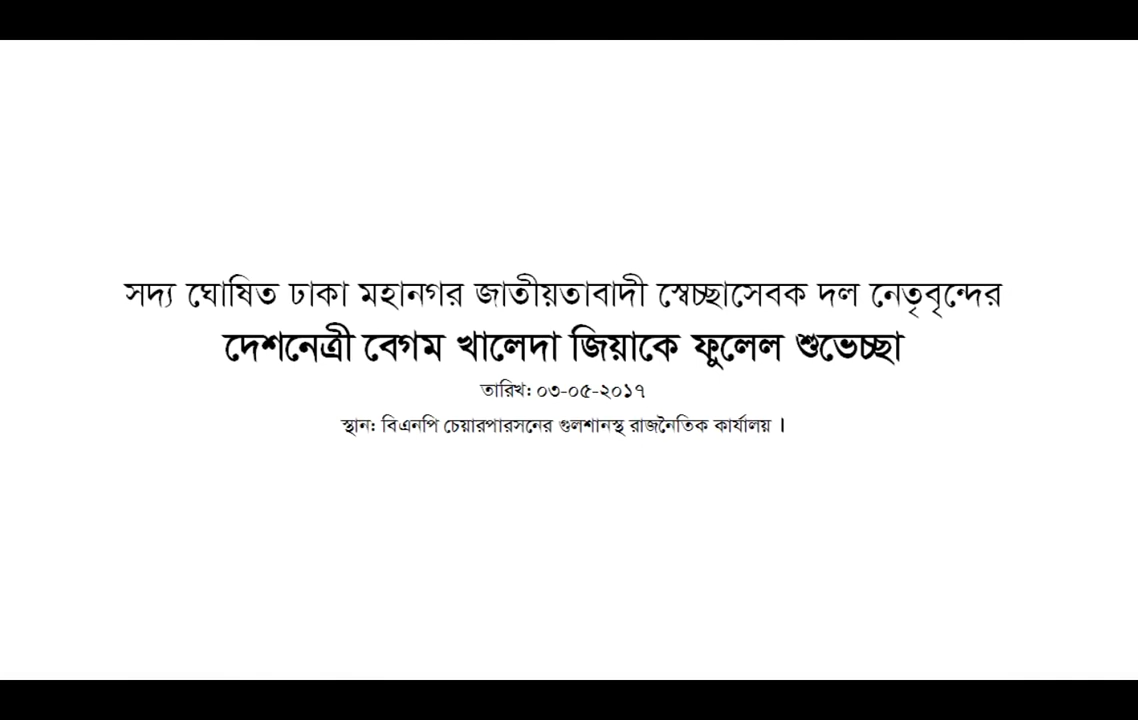 সদ্য ঘোষিত ঢাকা মহানগর জাতীয়তাবাদী স্বেচ্ছাসেবক দল নেতৃবৃন্দের
দেশনেত্রী বেগম খালেদা জিয়াকে ফুলেল শুভেচ্ছা
তারিখ: ০৩-০৫-২০১৭
স্থান: বিএনপি চেয়ারপারসনের গুলশানস্থ রাজনৈতিক কার্যালয় ।